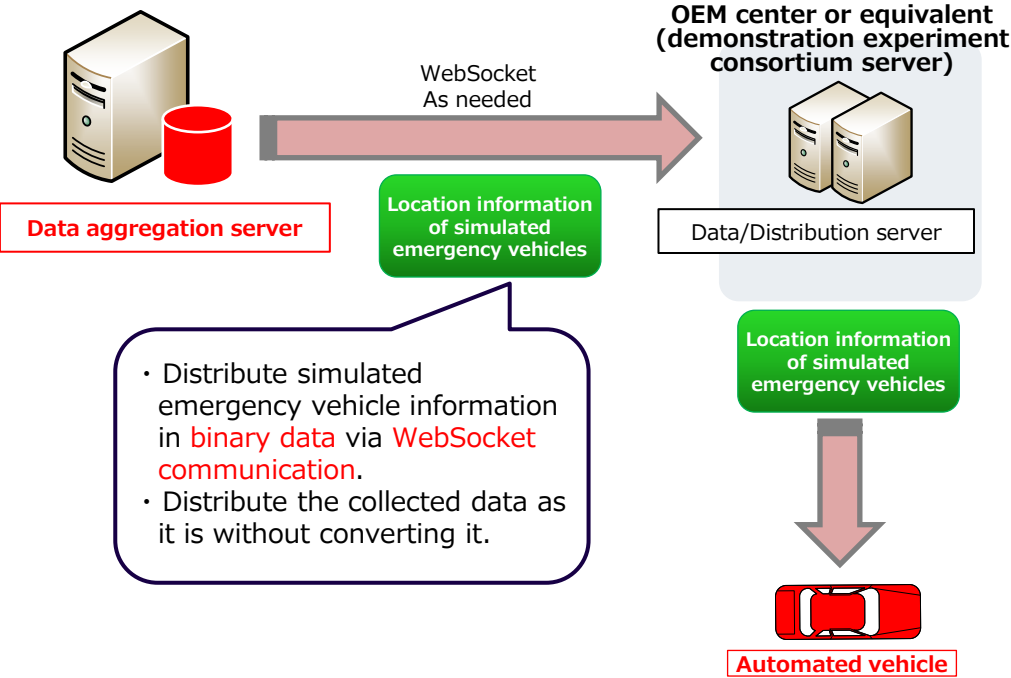 OEM center or equivalent
(demonstration experiment
consortium server)
WebSocket
As needed
Data aggregation server
Location information
of simulated
emergency vehicles
Data/Distribution server
Location information
of simulated
emergency vehicles
・Distribute simulated
emergency vehicle information
in binary data via WebSocket
communication.
・Distribute the collected data as
it is without converting it.
Automated vehicle